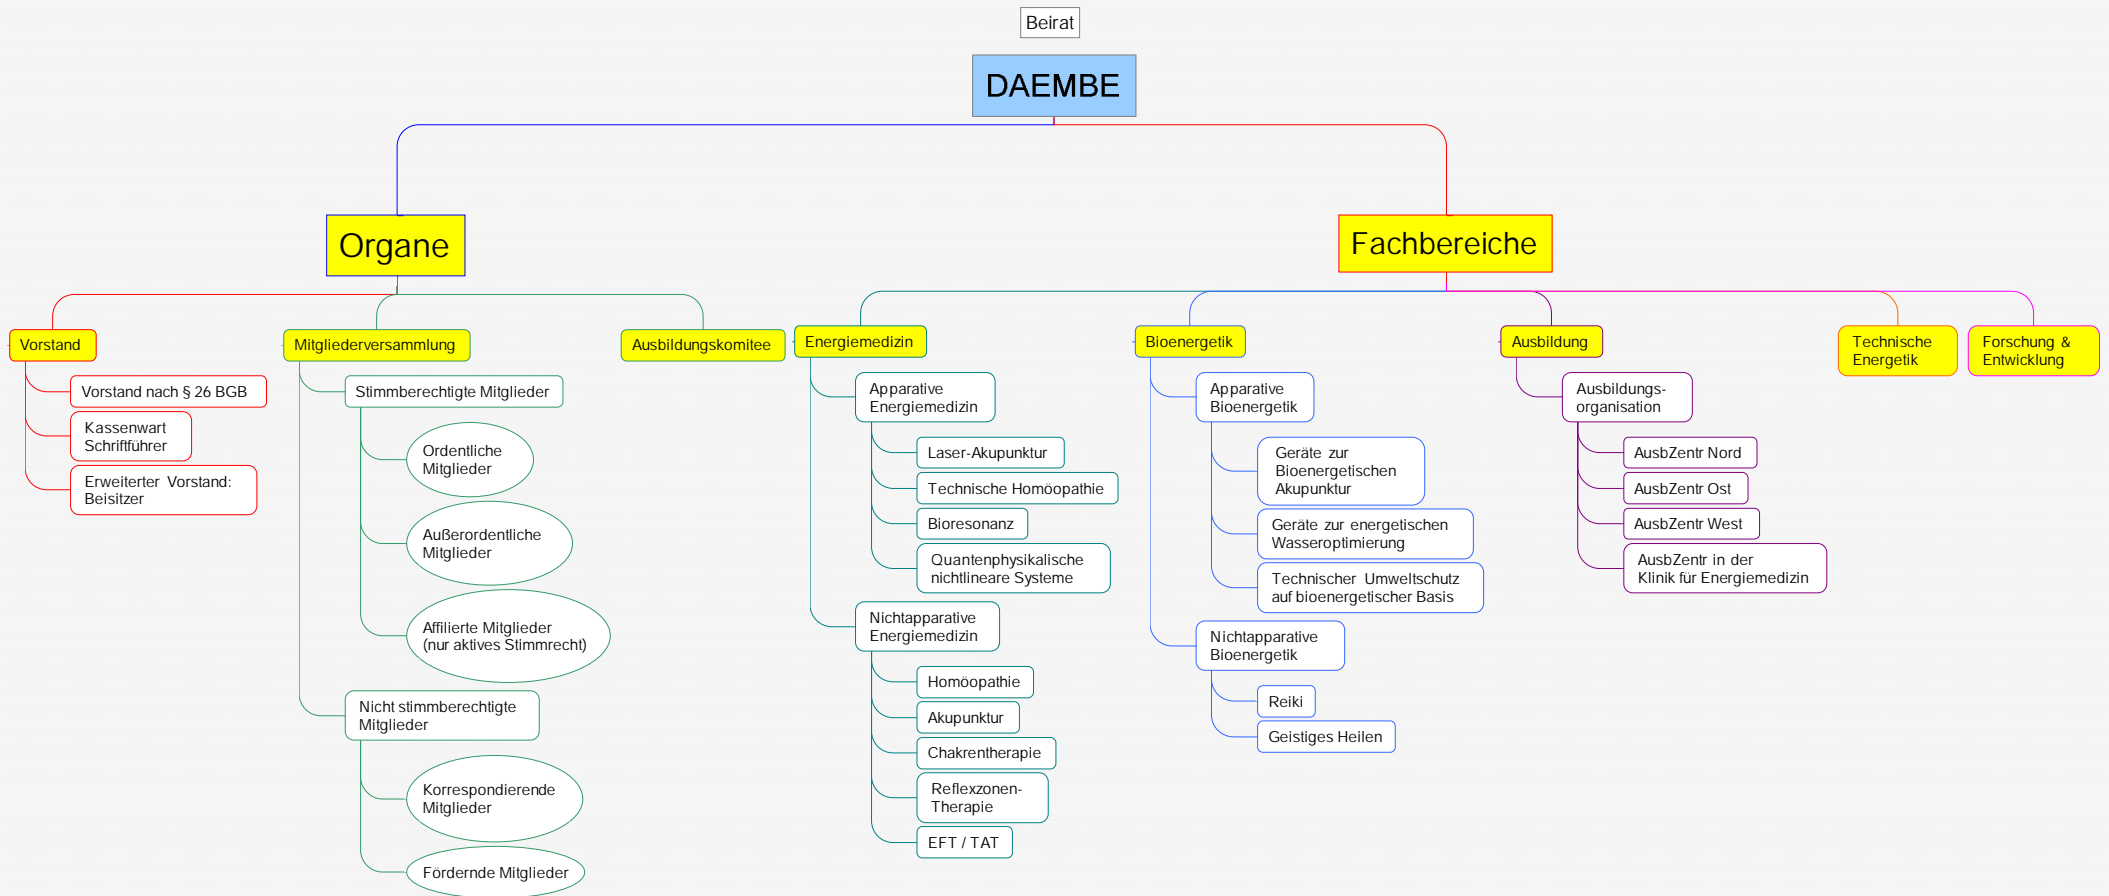 Beirat
DAEMBE
Organe
Fachbereiche
Vorstand
Vorstand nach § 26 BGB
Kassenwart
Schriftführer
Erweiterter Vorstand:
Beisitzer
Mitgliederversammlung
Stimmberechtigte Mitglieder
Ordentliche
Mitglieder
Außerordentliche
Mitglieder
Affilierte Mitglieder
(nur aktives Stimmrecht)
Nicht stimmberechtigte
Mitglieder
Korrespondierende
Mitglieder
Fördernde Mitglieder
Ausbildungskomitee
Energiemedizin
Apparative
Energiemedizin
Laser-Akupunktur
Technische Homöopathie
Bioresonanz
Quantenphysikalische
nichtlineare Systeme
Nichtapparative
Energiemedizin
Homöopathie
Akupunktur
Chakrentherapie
Reflexzonen-
Therapie
EFT / TAT
Bioenergetik
Apparative
Bioenergetik
Geräte zur
Bioenergetischen
Akupunktur
Geräte zur energetischen
Wasseroptimierung
Technischer Umweltschutz
auf bioenergetischer Basis
Nichtapparative
Bioenergetik
Reiki
Geistiges Heilen
Ausbildung
Ausbildungs-
organisation
AusbZentr Nord
AusbZentr Ost
AusbZentr West
AusbZentr in der
Klinik für Energiemedizin
Technische
Energetik
Forschung &
Entwicklung